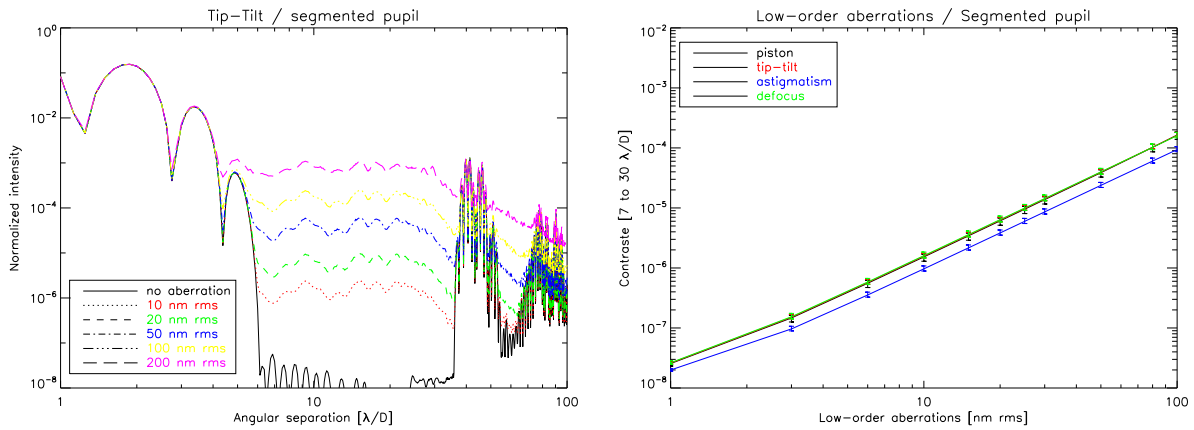 Tip-Tilt / segmented pupil
10^0
10^-2
10^-4
10^-6
10^-8
Normalized intensity
no aberration
10 nm rms
20 nm rms
50 nm rms
100 nm rms
200 nm rms
1
10
100
Angular separation [λ/D]
Low-order aberrations / Segmented pupil
10^-2
10^-3
10^-4
10^-5
10^-6
10^-7
10^-8
Contraste [7 to 30 λ/D]
piston
tip-tilt
astigmatism
defocus
1
10
100
Low-order aberrations [nm rms]